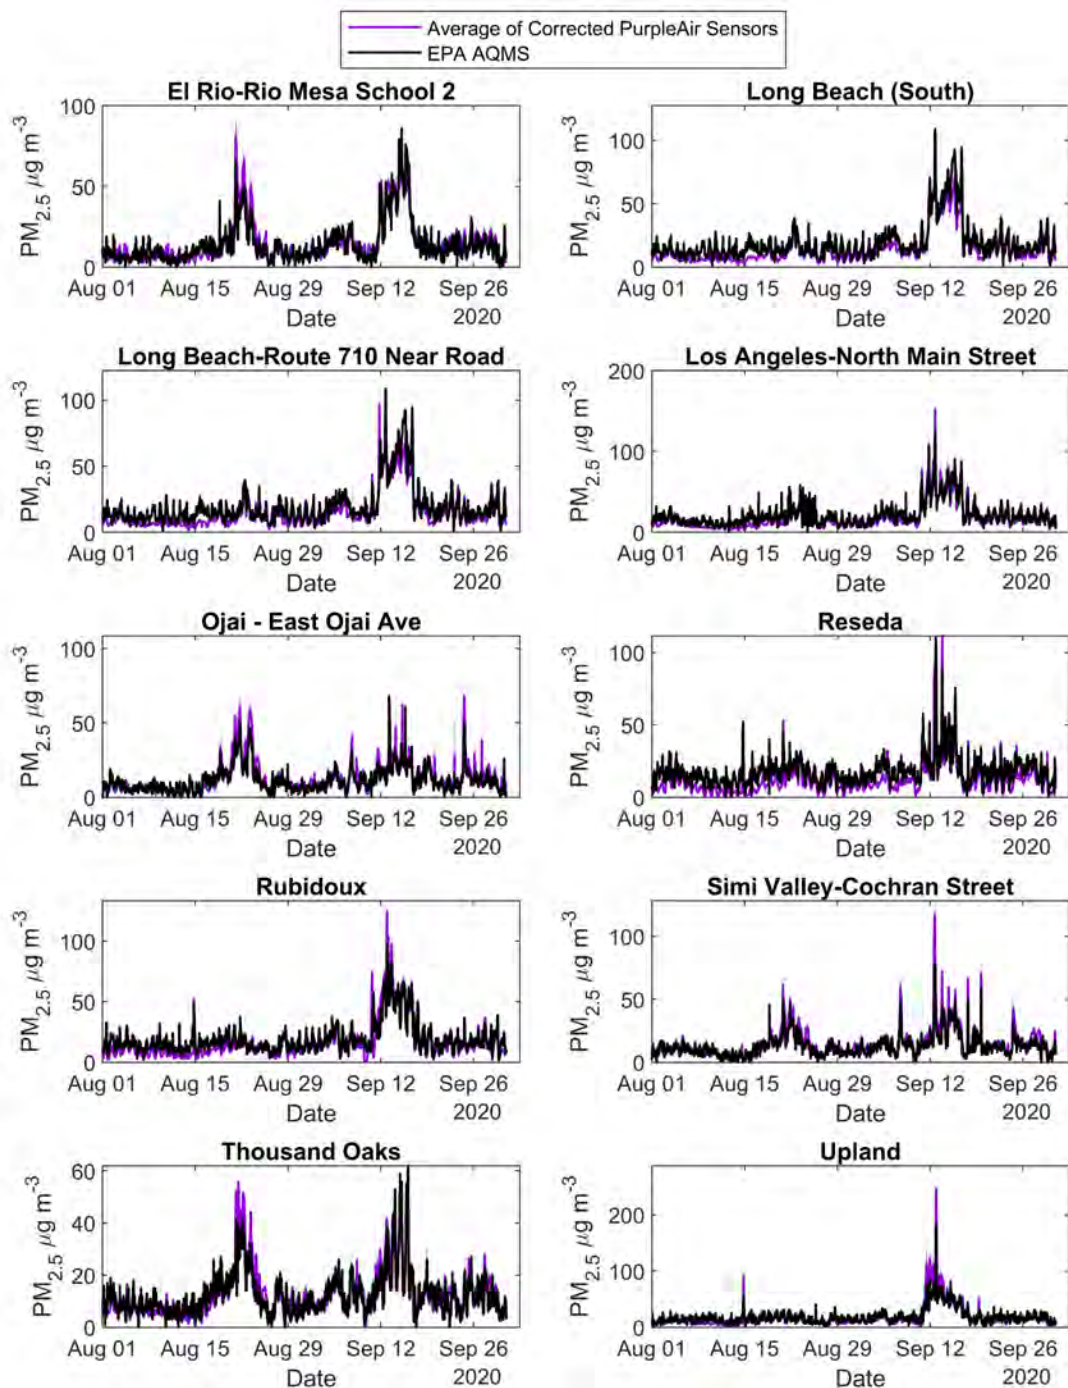 Average of Corrected PurpleAir Sensors
EPA AQMS
El Rio-Rio Mesa School 2
PM2.5 μg m−3
100
50
0
Aug 01 Aug 15 Aug 29 Sep 12 Sep 26
Date
2020
Long Beach (South)
PM2.5 μg m−3
100
50
0
Aug 01 Aug 15 Aug 29 Sep 12 Sep 26
Date
2020
Long Beach-Route 710 Near Road
PM2.5 μg m−3
100
50
0
Aug 01 Aug 15 Aug 29 Sep 12 Sep 26
Date
2020
Los Angeles-North Main Street
PM2.5 μg m−3
200
100
0
Aug 01 Aug 15 Aug 29 Sep 12 Sep 26
Date
2020
Ojai - East Ojai Ave
PM2.5 μg m−3
100
50
0
Aug 01 Aug 15 Aug 29 Sep 12 Sep 26
Date
2020
Reseda
PM2.5 μg m−3
100
50
0
Aug 01 Aug 15 Aug 29 Sep 12 Sep 26
Date
2020
Rubidoux
PM2.5 μg m−3
100
50
0
Aug 01 Aug 15 Aug 29 Sep 12 Sep 26
Date
2020
Simi Valley-Cochran Street
PM2.5 μg m−3
100
50
0
Aug 01 Aug 15 Aug 29 Sep 12 Sep 26
Date
2020
Thousand Oaks
PM2.5 μg m−3
60
40
20
0
Aug 01 Aug 15 Aug 29 Sep 12 Sep 26
Date
2020
Upland
PM2.5 μg m−3
200
100
0
Aug 01 Aug 15 Aug 29 Sep 12 Sep 26
Date
2020